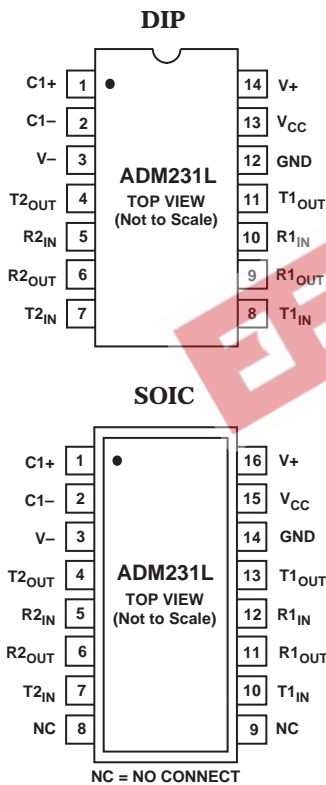 DIP
C1+ 1 14 V+
C1– 2 13 VCC
V– 3 12 GND
ADM231L
TOP VIEW
(Not to Scale)
T2OUT 4 11 T1OUT
R2IN 5 10 R1IN
R2OUT 6 9 R1OUT
T2IN 7 8 T1IN
SOIC
C1+ 1 16 V+
C1– 2 15 VCC
V– 3 14 GND
T2OUT 4 13 T1OUT
ADM231L
TOP VIEW
(Not to Scale)
R2IN 5 12 R1IN
R2OUT 6 11 R1OUT
T2IN 7 10 T1IN
NC 8 9 NC
NC = NO CONNECT